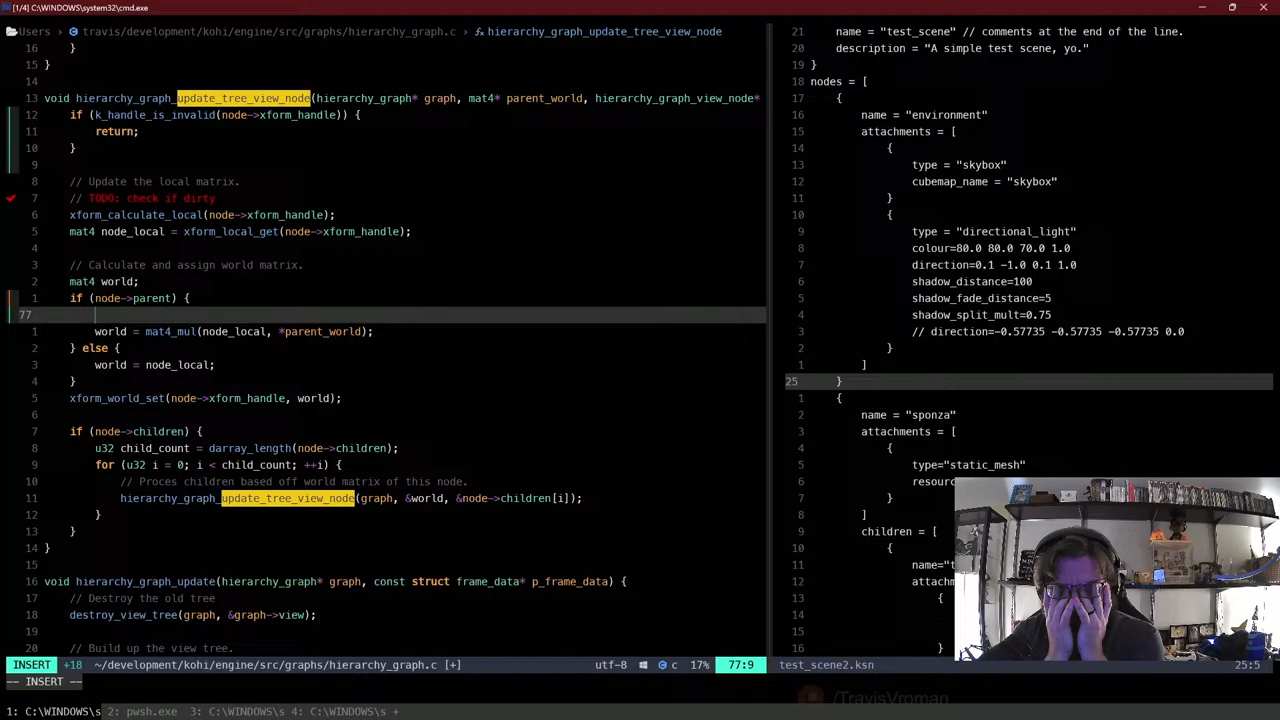 [1/4] C:\WINDOWS\system32\cmd.exe
Users › travis/development/kohi/engine/src/graphs/hierarchy_graph.c › hierarchy_graph_update_tree_view_node
16 }
15 }
14
13 void hierarchy_graph_update_tree_view_node(hierarchy_graph* graph, mat4* parent_world, hierarchy_graph_view_node*
12 if (k_handle_is_invalid(node->xform_handle)) {
11 return;
10 }
9
8 // Update the local matrix.
7 // TODO: check if dirty
6 xform_calculate_local(node->xform_handle);
5 mat4 node_local = xform_local_get(node->xform_handle);
4
3 // Calculate and assign world matrix.
2 mat4 world;
1 if (node->parent) {
77
1 world = mat4_mul(node_local, *parent_world);
2 } else {
3 world = node_local;
4 }
5 xform_world_set(node->xform_handle, world);
6
7 if (node->children) {
8 u32 child_count = darray_length(node->children);
9 for (u32 i = 0; i < child_count; ++i) {
10 // Proces children based off world matrix of this node.
11 hierarchy_graph_update_tree_view_node(graph, &world, &node->children[i]);
12 }
13 }
14 }
15
16 void hierarchy_graph_update(hierarchy_graph* graph, const struct frame_data* p_frame_data) {
17 // Destroy the old tree
18 destroy_view_tree(graph, &graph->view);
19
20 // Build up the view tree.
INSERT +18 ~/development/kohi/engine/src/graphs/hierarchy_graph.c [+] utf-8 c 17% 77:9
-- INSERT --
1: C:\WINDOWS\s 2: pwsh.exe 3: C:\WINDOWS\s 4: C:\WINDOWS\s +
21 name = "test_scene" // comments at the end of the line.
20 description = "A simple test scene, yo."
19 }
18 nodes = [
17 {
16 name = "environment"
15 attachments = [
14 {
13 type = "skybox"
12 cubemap_name = "skybox"
11 }
10 {
9 type = "directional_light"
8 colour=80.0 80.0 70.0 1.0
7 direction=0.1 -1.0 0.1 1.0
6 shadow_distance=100
5 shadow_fade_distance=5
4 shadow_split_mult=0.75
3 // direction=-0.57735 -0.57735 -0.57735 0.0
2 }
1 ]
25 }
1 {
2 name = "sponza"
3 attachments = [
4 {
5 type="static_mesh"
6
7 }
8 ]
9 children = [
10 {
11
12
13 {
14
15
16 }
test_scene2.ksn 25:5
/TravisVroman